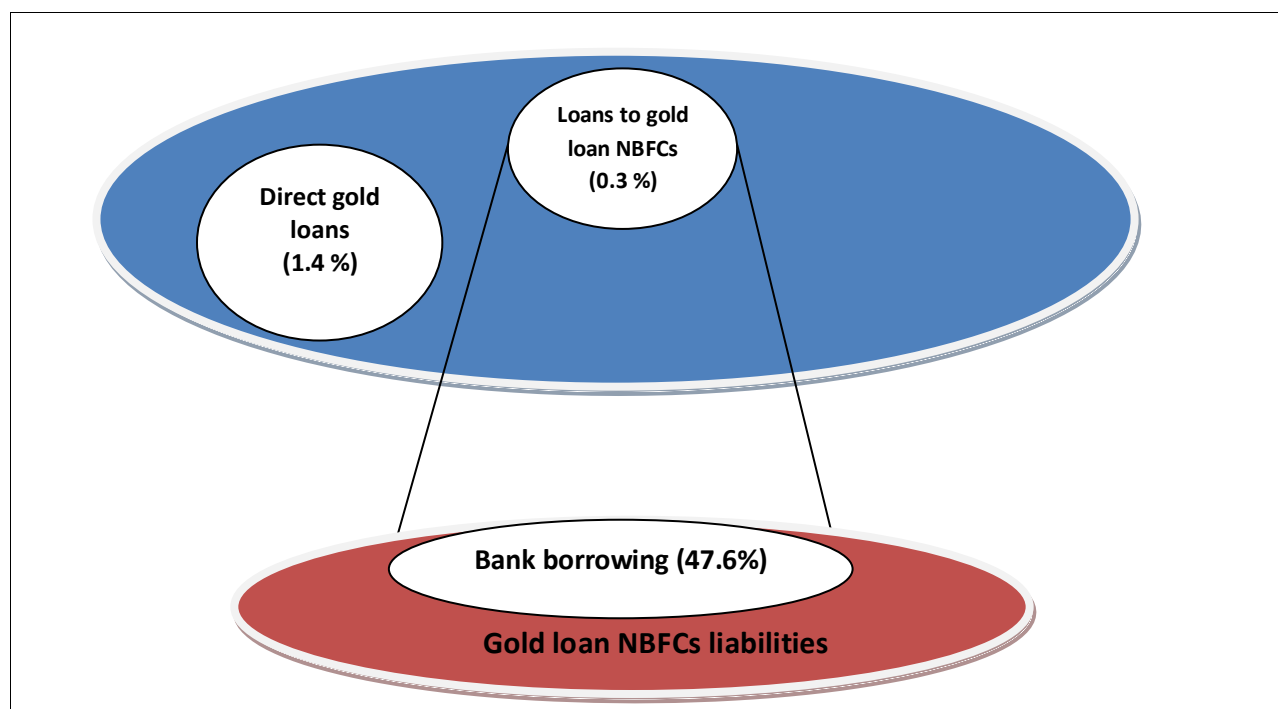 Loans to gold
loan NBFCs
(0.3 %)
Direct gold
loans
(1.4 %)
Bank borrowing (47.6%)
Gold loan NBFCs liabilities